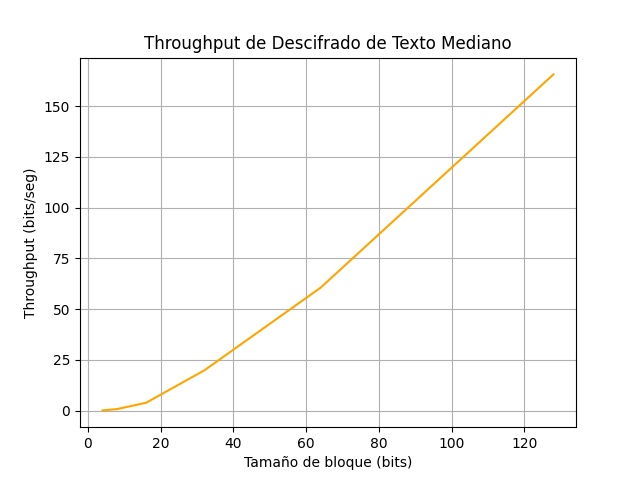 Throughput de Descifrado de Texto Mediano
Throughput (bits/seg)
150
125
100
75
50
25
0
0 20 40 60 80 100 120
Tamaño de bloque (bits)